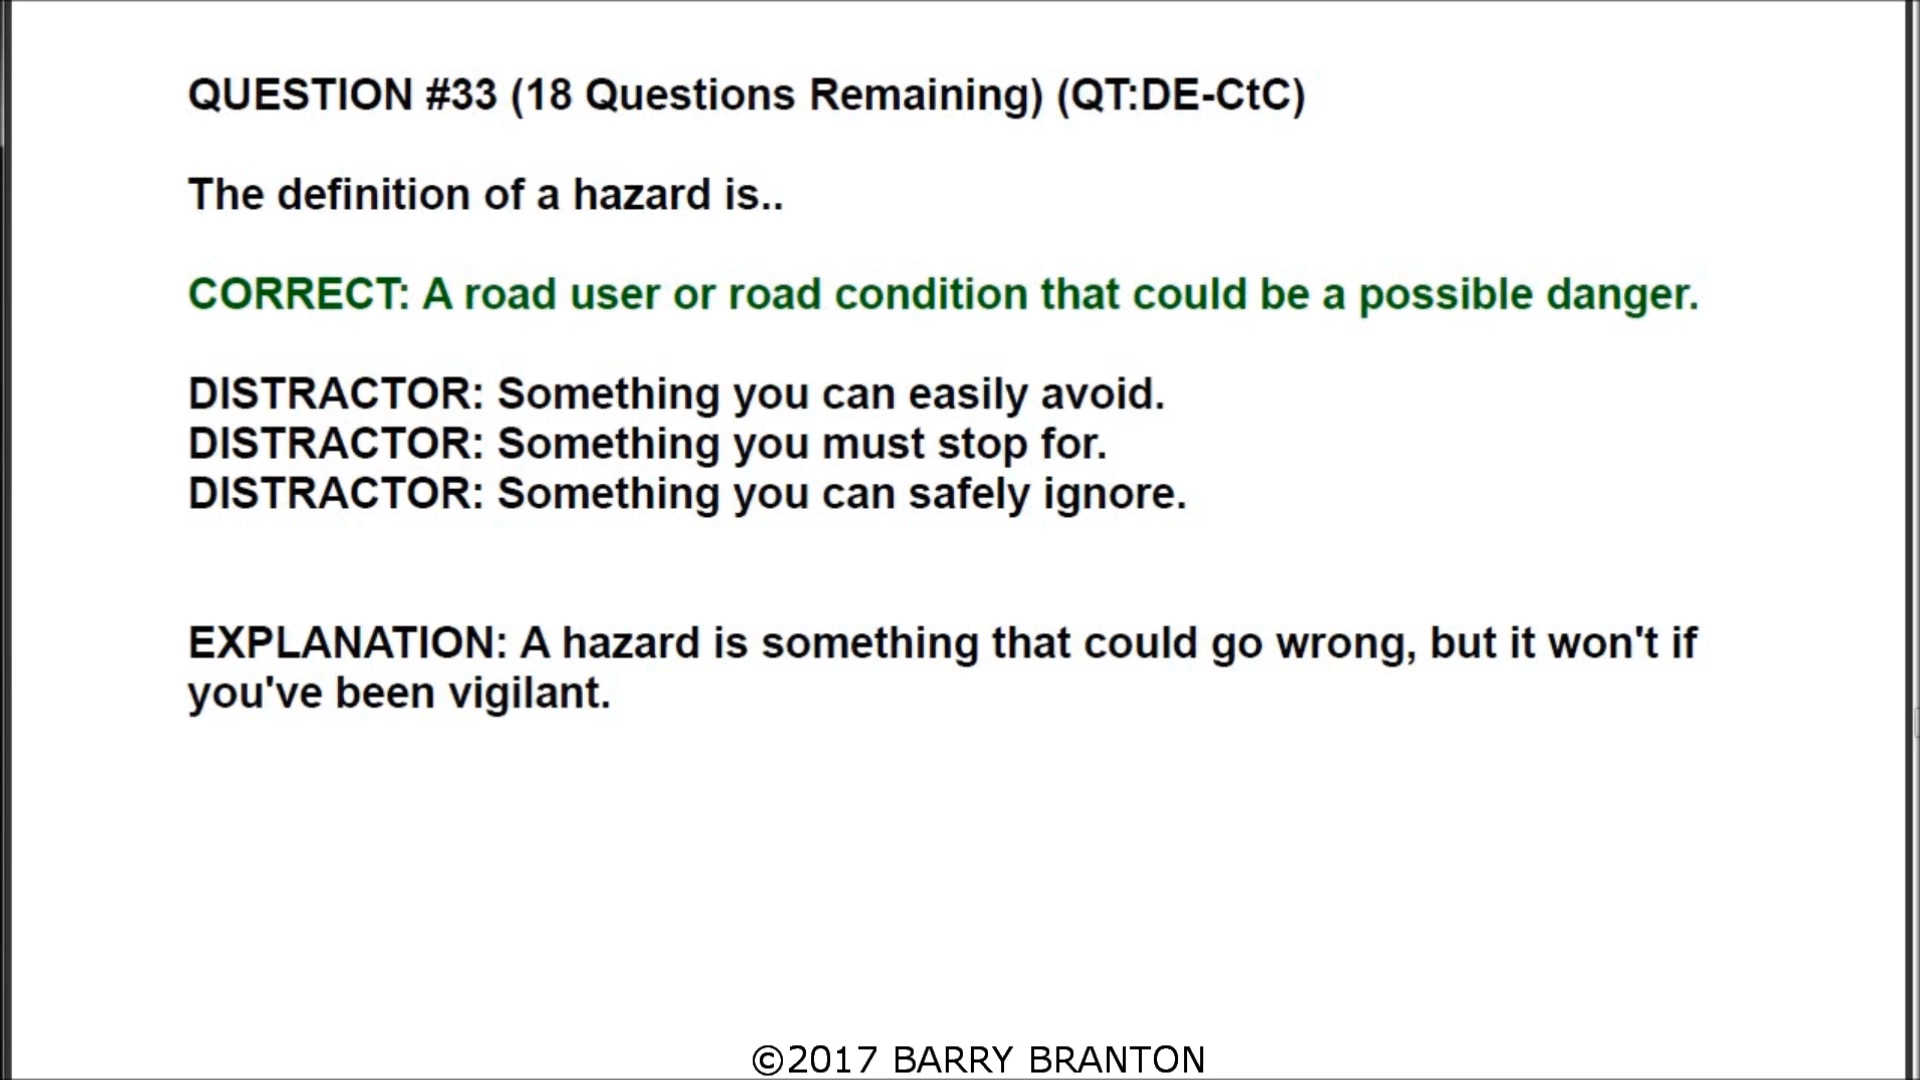 QUESTION #33 (18 Questions Remaining) (QT:DE-CtC)
The definition of a hazard is..
CORRECT: A road user or road condition that could be a possible danger.
DISTRACTOR: Something you can easily avoid.
DISTRACTOR: Something you must stop for.
DISTRACTOR: Something you can safely ignore.
EXPLANATION: A hazard is something that could go wrong, but it won't if
you've been vigilant.
©2017 BARRY BRANTON